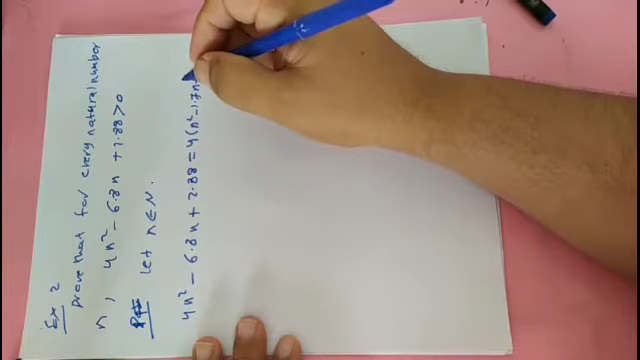 Ex 2
Prove that for every natural number
n, 4n² - 6.8n + 2.88 > 0
Let n ∈ N.
4n² - 6.8n + 2.88 = 4(n² - 1.7n